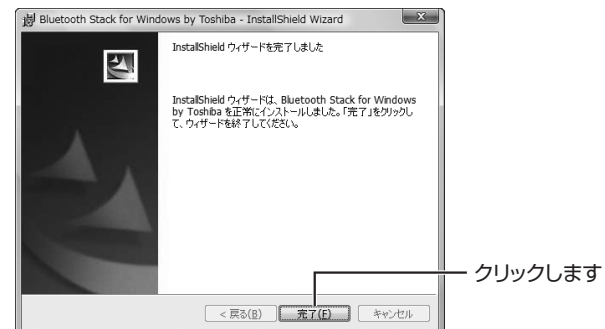 Bluetooth Stack for Windows by Toshiba - InstallShield Wizard
InstallShield ウィザードを完了しました
InstallShield ウィザードは、Bluetooth Stack for Windows
by Toshiba を正常にインストールしました。「完了」をクリックし
て、ウィザードを終了してください。
クリックします
< 戻る(B) 完了(F) キャンセル